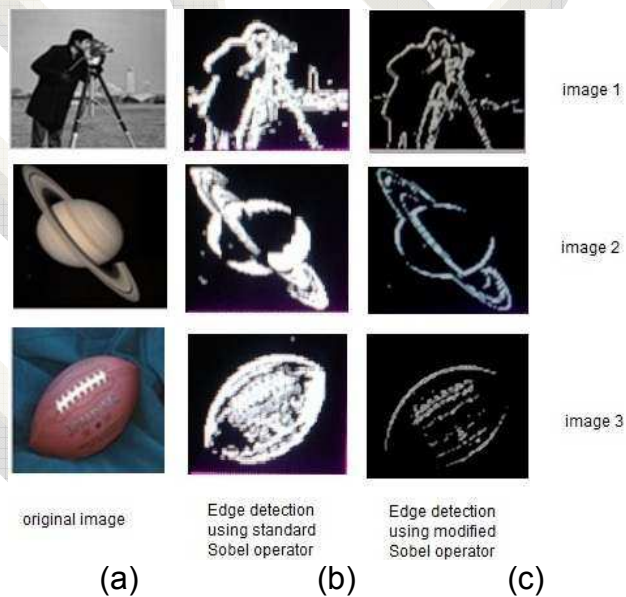 image 1
image 2
image 3
original image
Edge detection
using standard
Sobel operator
Edge detection
using modified
Sobel operator
(a)
(b)
(c)